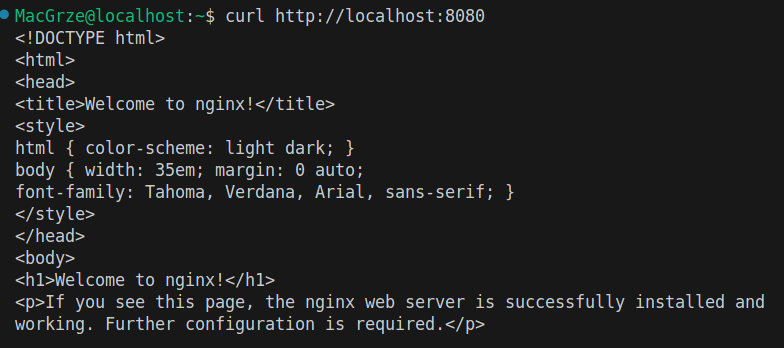 MacGrze@localhost:~$ curl http://localhost:8080
<!DOCTYPE html>
<html>
<head>
<title>Welcome to nginx!</title>
<style>
html { color-scheme: light dark; }
body { width: 35em; margin: 0 auto;
font-family: Tahoma, Verdana, Arial, sans-serif; }
</style>
</head>
<body>
<h1>Welcome to nginx!</h1>
<p>If you see this page, the nginx web server is successfully installed and
working. Further configuration is required.</p>